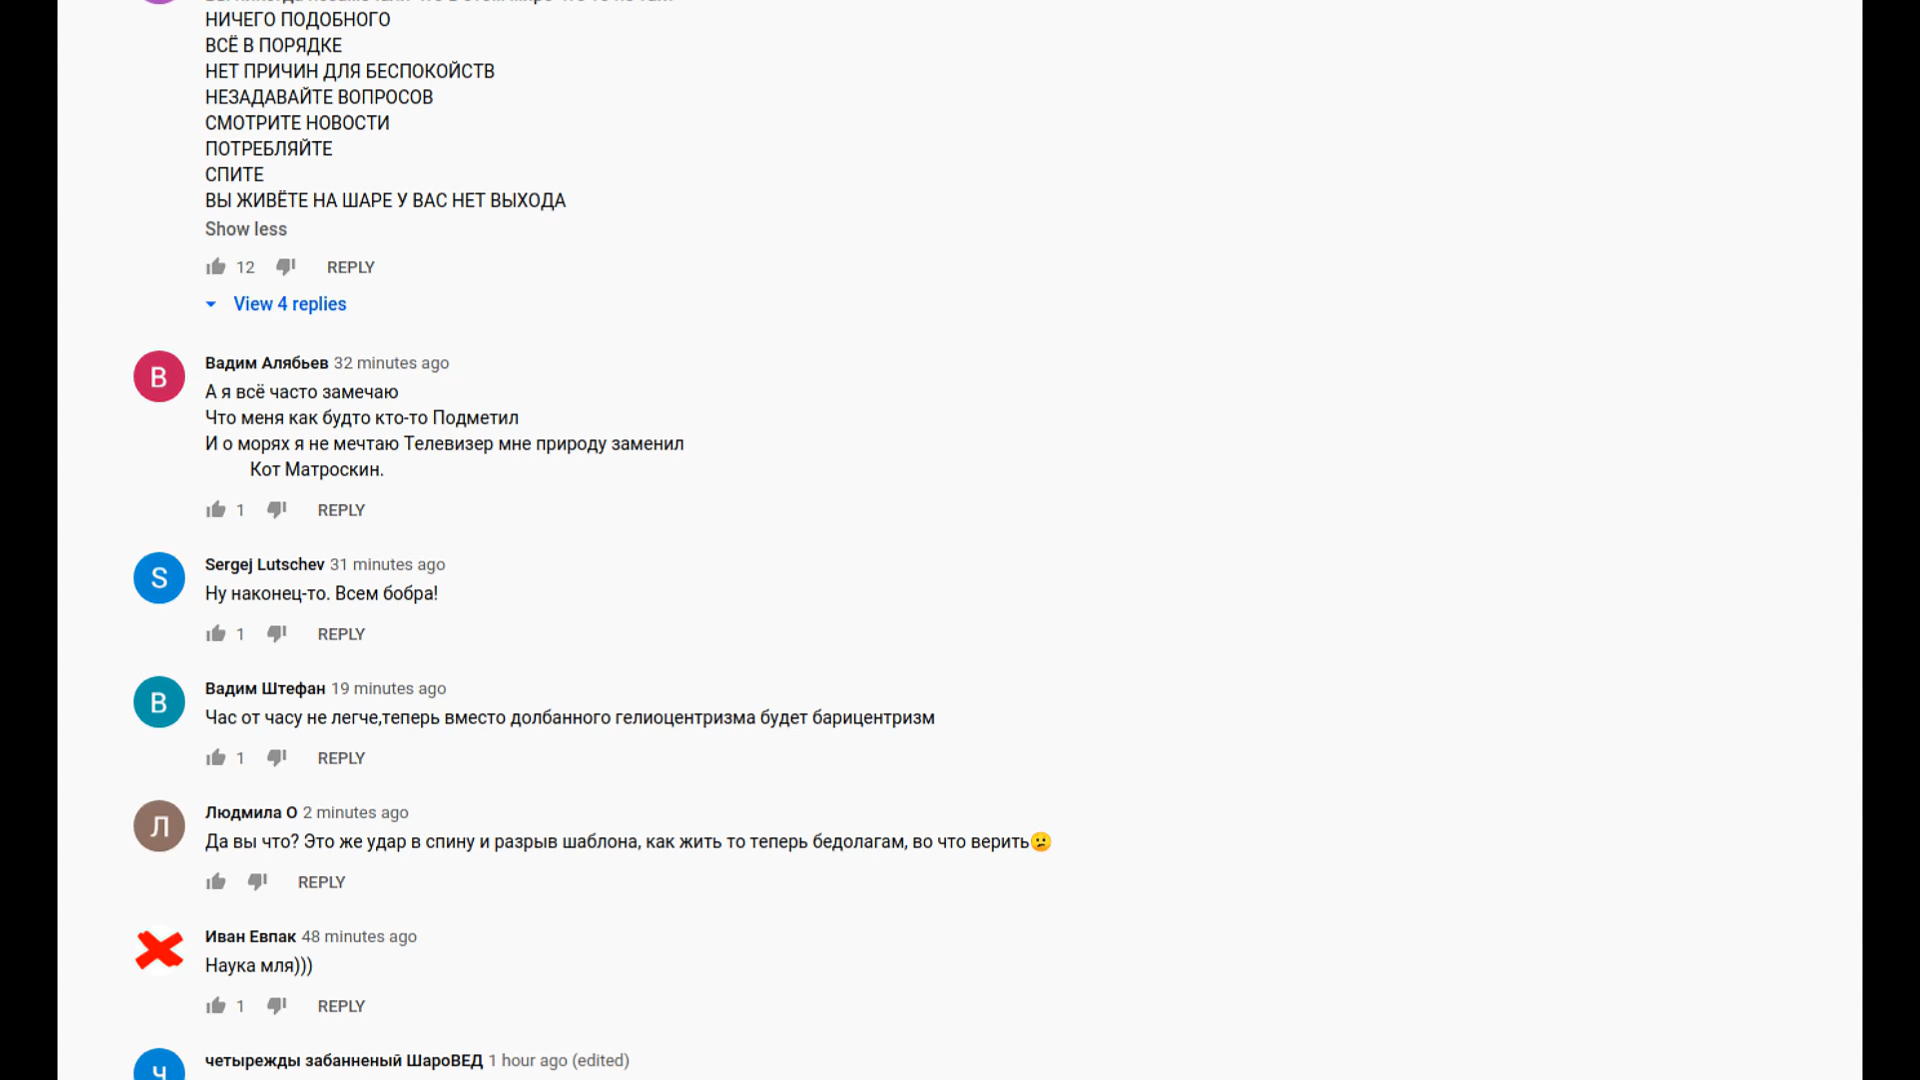 НИЧЕГО ПОДОБНОГО
ВСЁ В ПОРЯДКЕ
НЕТ ПРИЧИН ДЛЯ БЕСПОКОЙСТВ
НЕЗАДАВАЙТЕ ВОПРОСОВ
СМОТРИТЕ НОВОСТИ
ПОТРЕБЛЯЙТЕ
СПИТЕ
ВЫ ЖИВЁТЕ НА ШАРЕ У ВАС НЕТ ВЫХОДА
Show less
12 REPLY
View 4 replies
В
Вадим Алябьев 32 minutes ago
А я всё часто замечаю
Что меня как будто кто-то Подметил
И о морях я не мечтаю Телевизер мне природу заменил
Кот Матроскин.
1 REPLY
S
Sergej Lutschev 31 minutes ago
Ну наконец-то. Всем бобра!
1 REPLY
В
Вадим Штефан 19 minutes ago
Час от часу не легче,теперь вместо долбанного гелиоцентризма будет барицентризм
1 REPLY
Л
Людмила О 2 minutes ago
Да вы что? Это же удар в спину и разрыв шаблона, как жить то теперь бедолагам, во что верить😕
REPLY
Иван Евпак 48 minutes ago
Наука мля)))
1 REPLY
Ч
четырежды забанненый ШароВЕД 1 hour ago (edited)